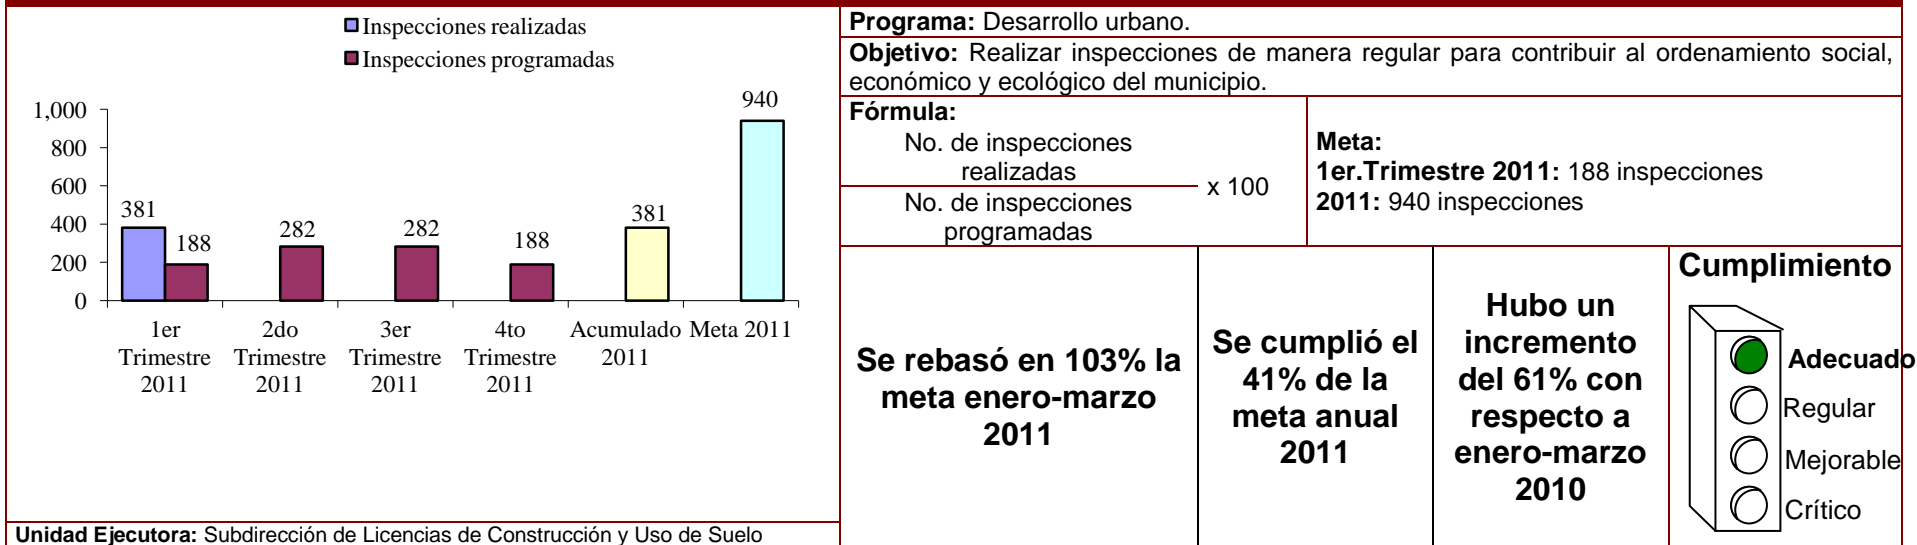 Inspecciones realizadas
Inspecciones programadas
1,000
800
600
400
200
0
381
188
282
282
188
381
940
1er
Trimestre
2011
2do
Trimestre
2011
3er
Trimestre
2011
4to
Trimestre
2011
Acumulado
2011
Meta 2011
Unidad Ejecutora: Subdirección de Licencias de Construcción y Uso de Suelo
Programa: Desarrollo urbano.
Objetivo: Realizar inspecciones de manera regular para contribuir al ordenamiento social,
económico y ecológico del municipio.
Fórmula:
No. de inspecciones
realizadas
No. de inspecciones
programadas
x 100
Meta:
1er.Trimestre 2011: 188 inspecciones
2011: 940 inspecciones
Se rebasó en 103% la
meta enero-marzo
2011
Se cumplió el
41% de la
meta anual
2011
Hubo un
incremento
del 61% con
respecto a
enero-marzo
2010
Cumplimiento
Adecuado
Regular
Mejorable
Crítico